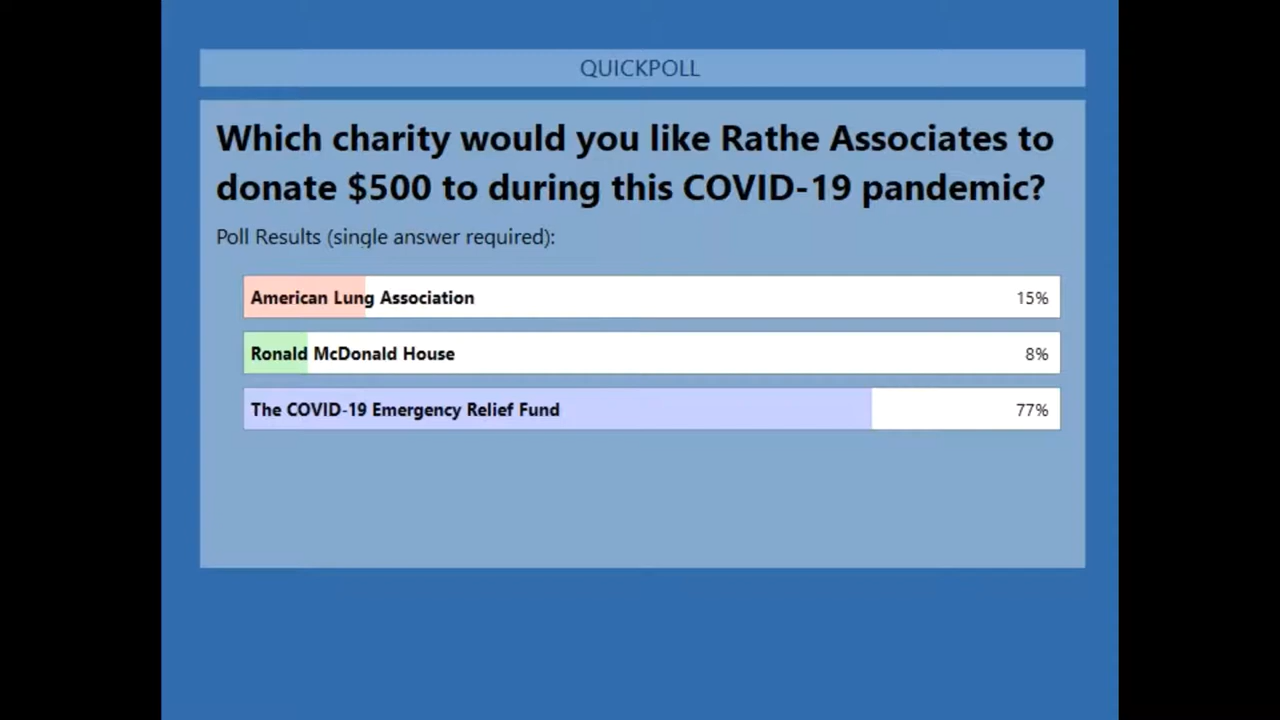 QUICKPOLL
Which charity would you like Rathe Associates to
donate $500 to during this COVID-19 pandemic?
Poll Results (single answer required):
American Lung Association 15%
Ronald McDonald House 8%
The COVID-19 Emergency Relief Fund 77%